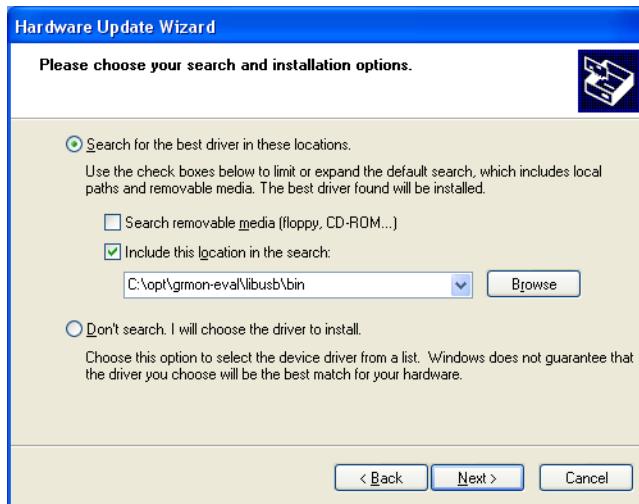 Hardware Update Wizard
Please choose your search and installation options.
Search for the best driver in these locations.
Use the check boxes below to limit or expand the default search, which includes local
paths and removable media. The best driver found will be installed.
Search removable media (floppy, CD-ROM...)
Include this location in the search:
C:\opt\grmon-eval\libusb\bin
Browse
Don't search. I will choose the driver to install.
Choose this option to select the device driver from a list. Windows does not guarantee that
the driver you choose will be the best match for your hardware.
< Back Next > Cancel